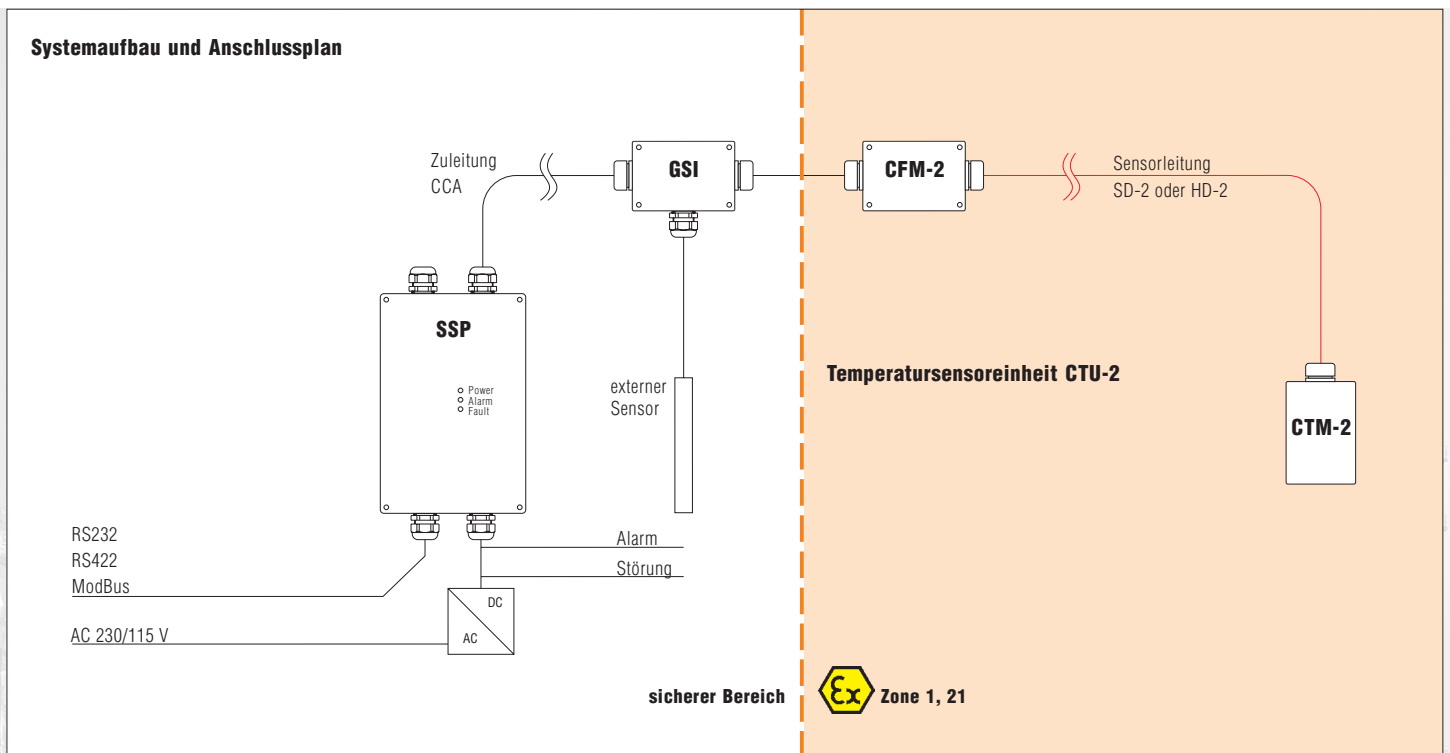 Systemaufbau und Anschlussplan
Zuleitung
CCA
GSI
CFM-2
Sensorleitung
SD-2 oder HD-2
SSP
Power
Alarm
Fault
externer
Sensor
Temperatursensoreinheit CTU-2
CTM-2
RS232
RS422
ModBus
Alarm
Störung
DC
AC
AC 230/115 V
sicherer Bereich
Ex
Zone 1, 21